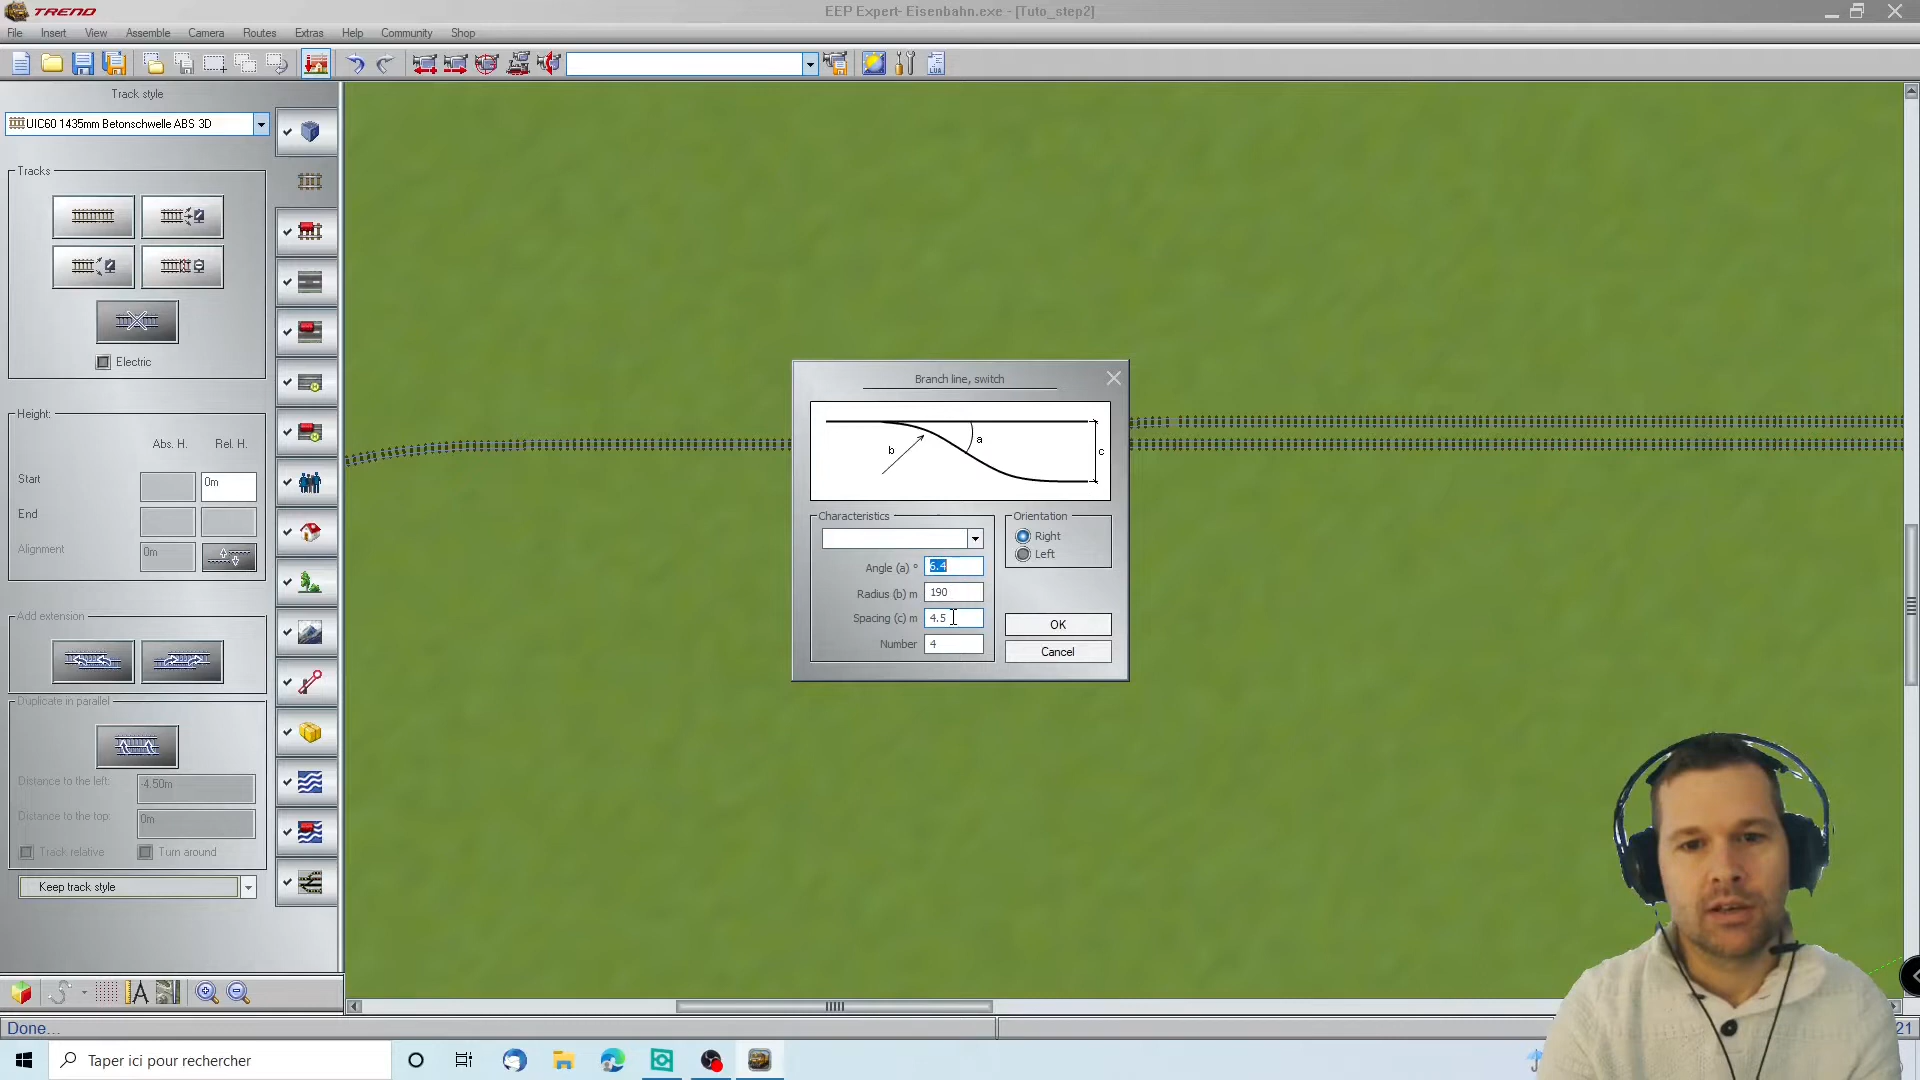 TREND
EEP Expert- Eisenbahn.exe - [Tuto_step2]
File Insert View Assemble Camera Routes Extras Help Community Shop
LUA
Track style
UIC60 1435mm Betonschwelle ABS 3D
Tracks
Electric
Height:
Abs. H. Rel. H.
Start 0m
End
Alignment 0m
Add extension
Duplicate in parallel
Distance to the left: -4.50m
Distance to the top: 0m
Track relative Turn around
Keep track style
Branch line, switch
a
b
c
Characteristics
Angle (a) ° 6.4
Radius (b) m 190
Spacing (c) m 4.5
Number 4
Orientation
Right
Left
OK
Cancel
Done...
21
Taper ici pour rechercher